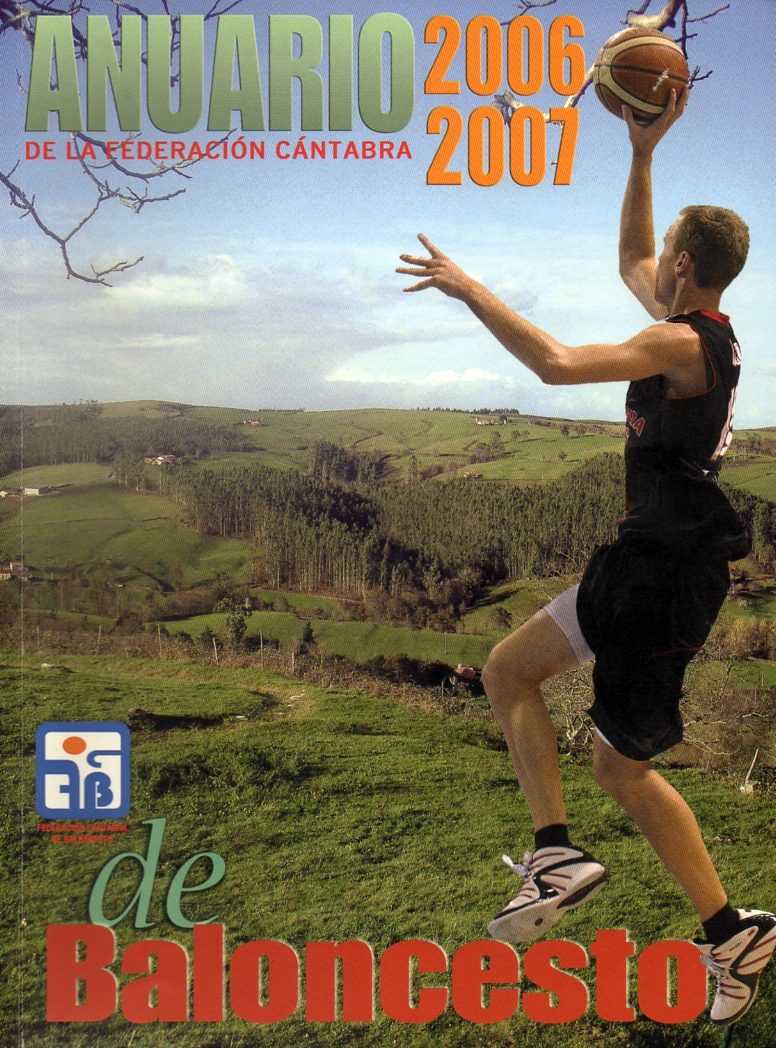 ANUARIO
2006
2007
DE LA FEDERACIÓN CÁNTABRA
FEDERACIÓN CÁNTABRA
DE BALONCESTO
de
Baloncesto